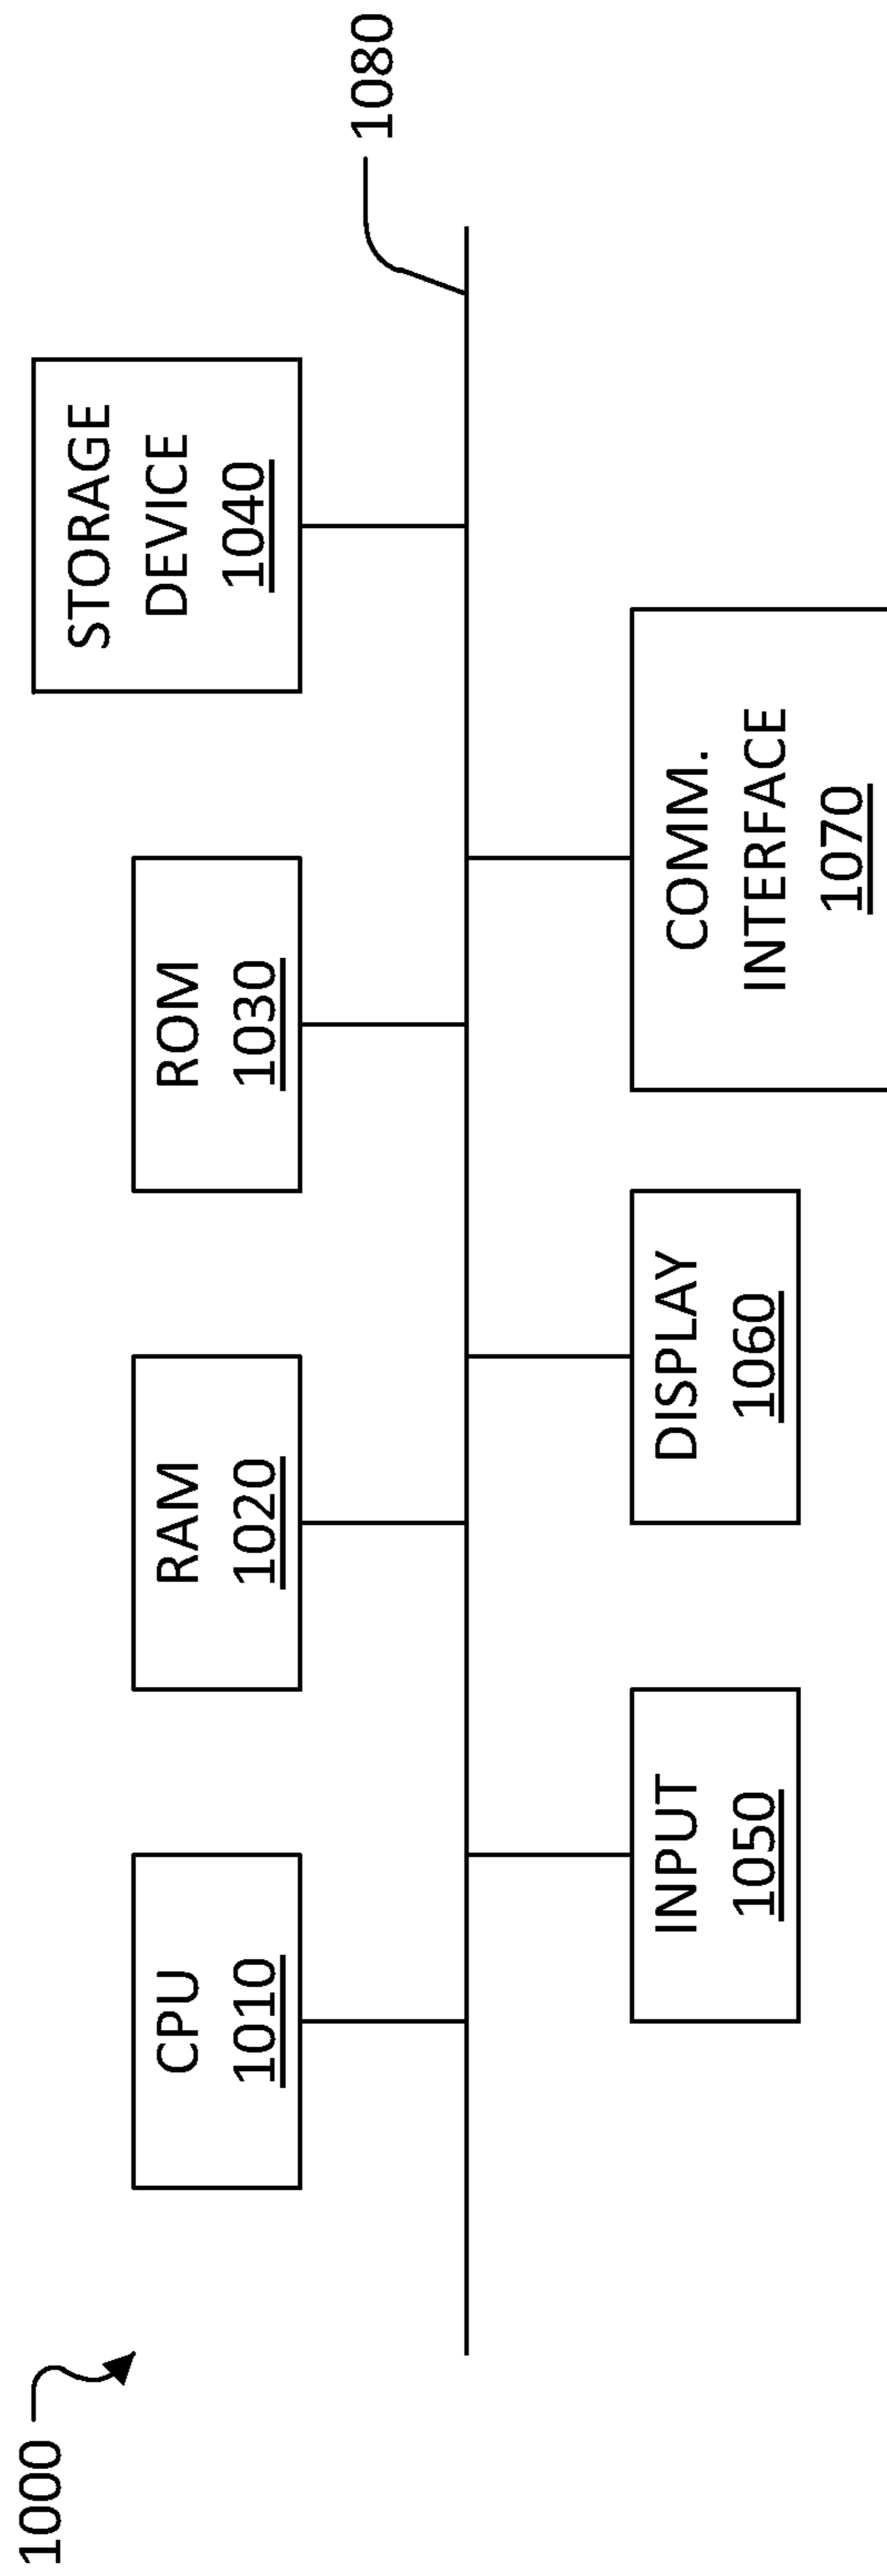 1000
CPU
1010
RAM
1020
ROM
1030
STORAGE
DEVICE
1040
1080
INPUT
1050
DISPLAY
1060
COMM.
INTERFACE
1070